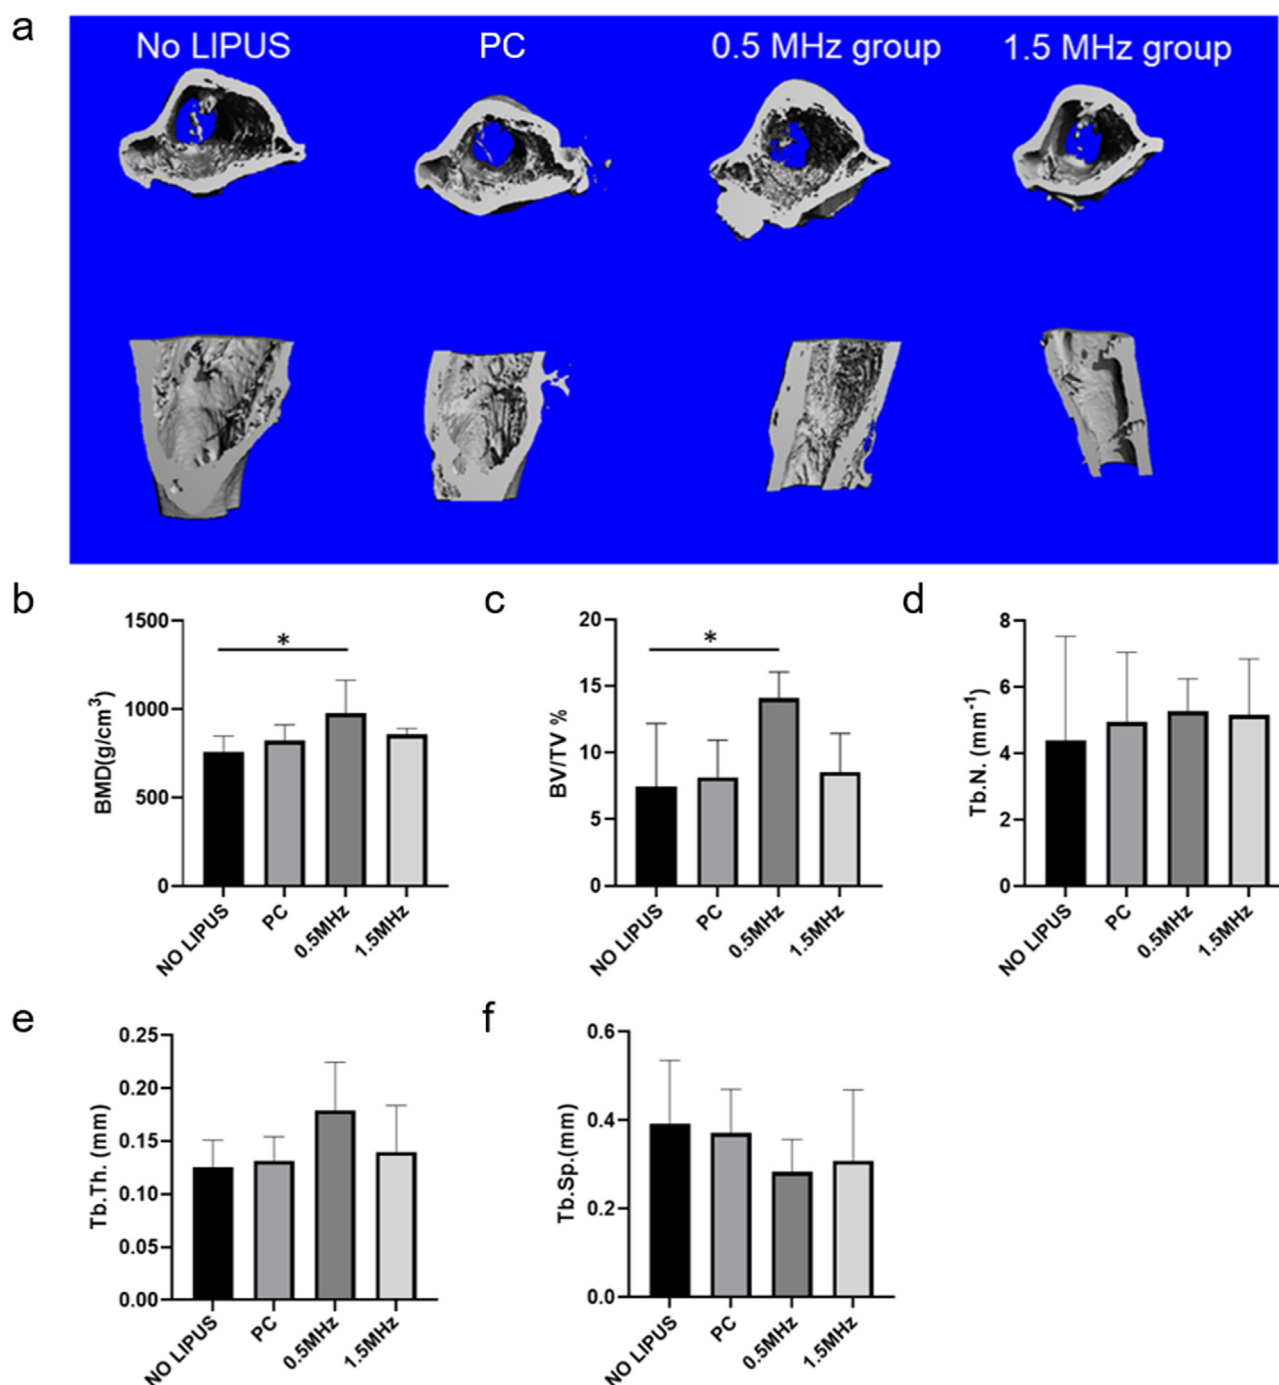 a
No LIPUS PC 0.5 MHz group 1.5 MHz group
b
BMD(g/cm³)
1500
1000
500
0
*
NO LIPUS PC 0.5MHz 1.5MHz
c
BV/TV %
20
15
10
5
0
*
NO LIPUS PC 0.5MHz 1.5MHz
d
Tb.N. (mm⁻¹)
8
6
4
2
0
NO LIPUS PC 0.5MHz 1.5MHz
e
Tb.Th. (mm)
0.25
0.20
0.15
0.10
0.05
0.00
NO LIPUS PC 0.5MHz 1.5MHz
f
Tb.Sp.(mm)
0.6
0.4
0.2
0.0
NO LIPUS PC 0.5MHz 1.5MHz